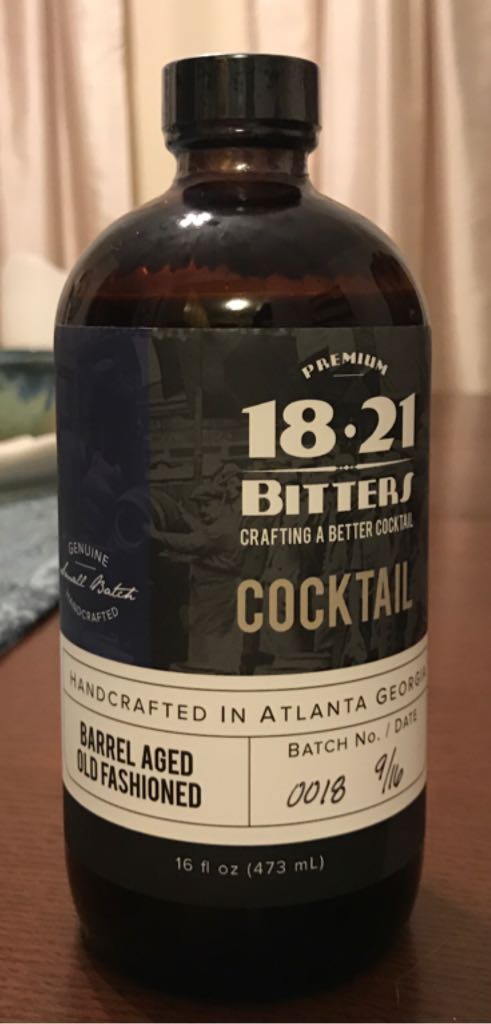 PREMIUM
18·21
BITTERS
CRAFTING A BETTER COCKTAIL
COCKTAIL
GENUINE
Small Batch
HANDCRAFTED
HANDCRAFTED IN ATLANTA GEORGIA
BARREL AGED
OLD FASHIONED
BATCH No. / DATE
0018 9/16
16 fl oz (473 mL)